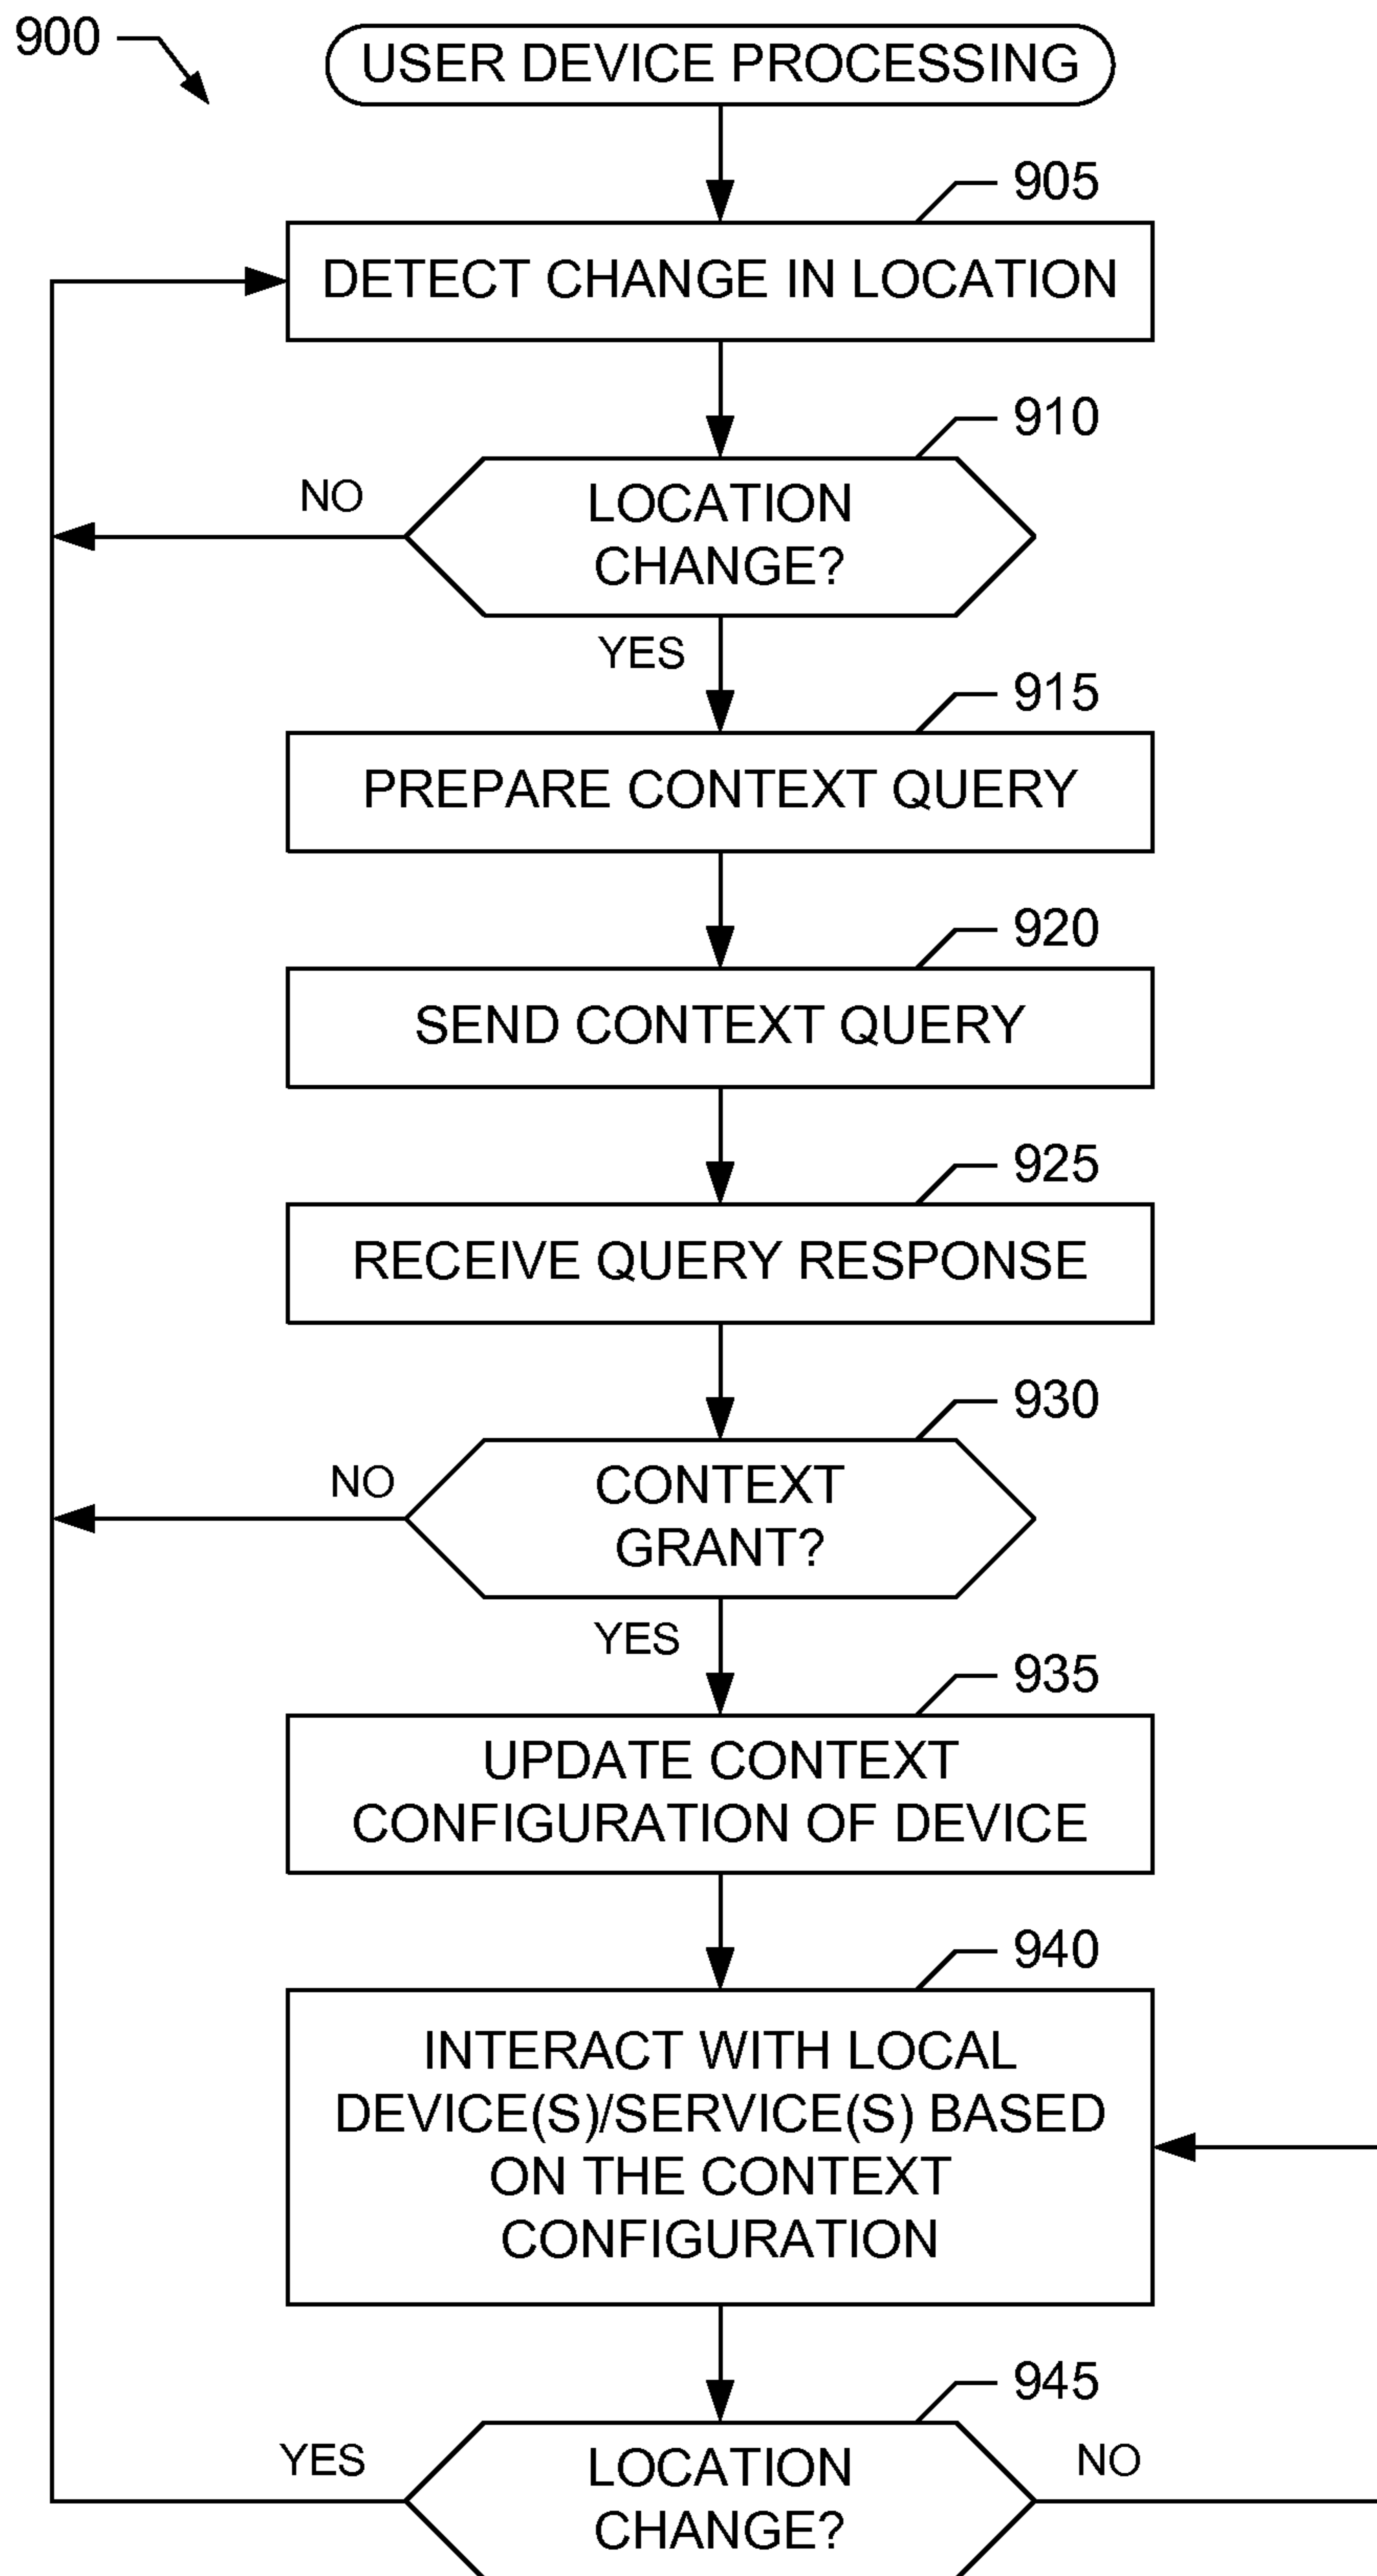 900
USER DEVICE PROCESSING
905
DETECT CHANGE IN LOCATION
910
NO
LOCATION
CHANGE?
YES
915
PREPARE CONTEXT QUERY
920
SEND CONTEXT QUERY
925
RECEIVE QUERY RESPONSE
930
NO
CONTEXT
GRANT?
YES
935
UPDATE CONTEXT
CONFIGURATION OF DEVICE
940
INTERACT WITH LOCAL
DEVICE(S)/SERVICE(S) BASED
ON THE CONTEXT
CONFIGURATION
945
YES
LOCATION
CHANGE?
NO